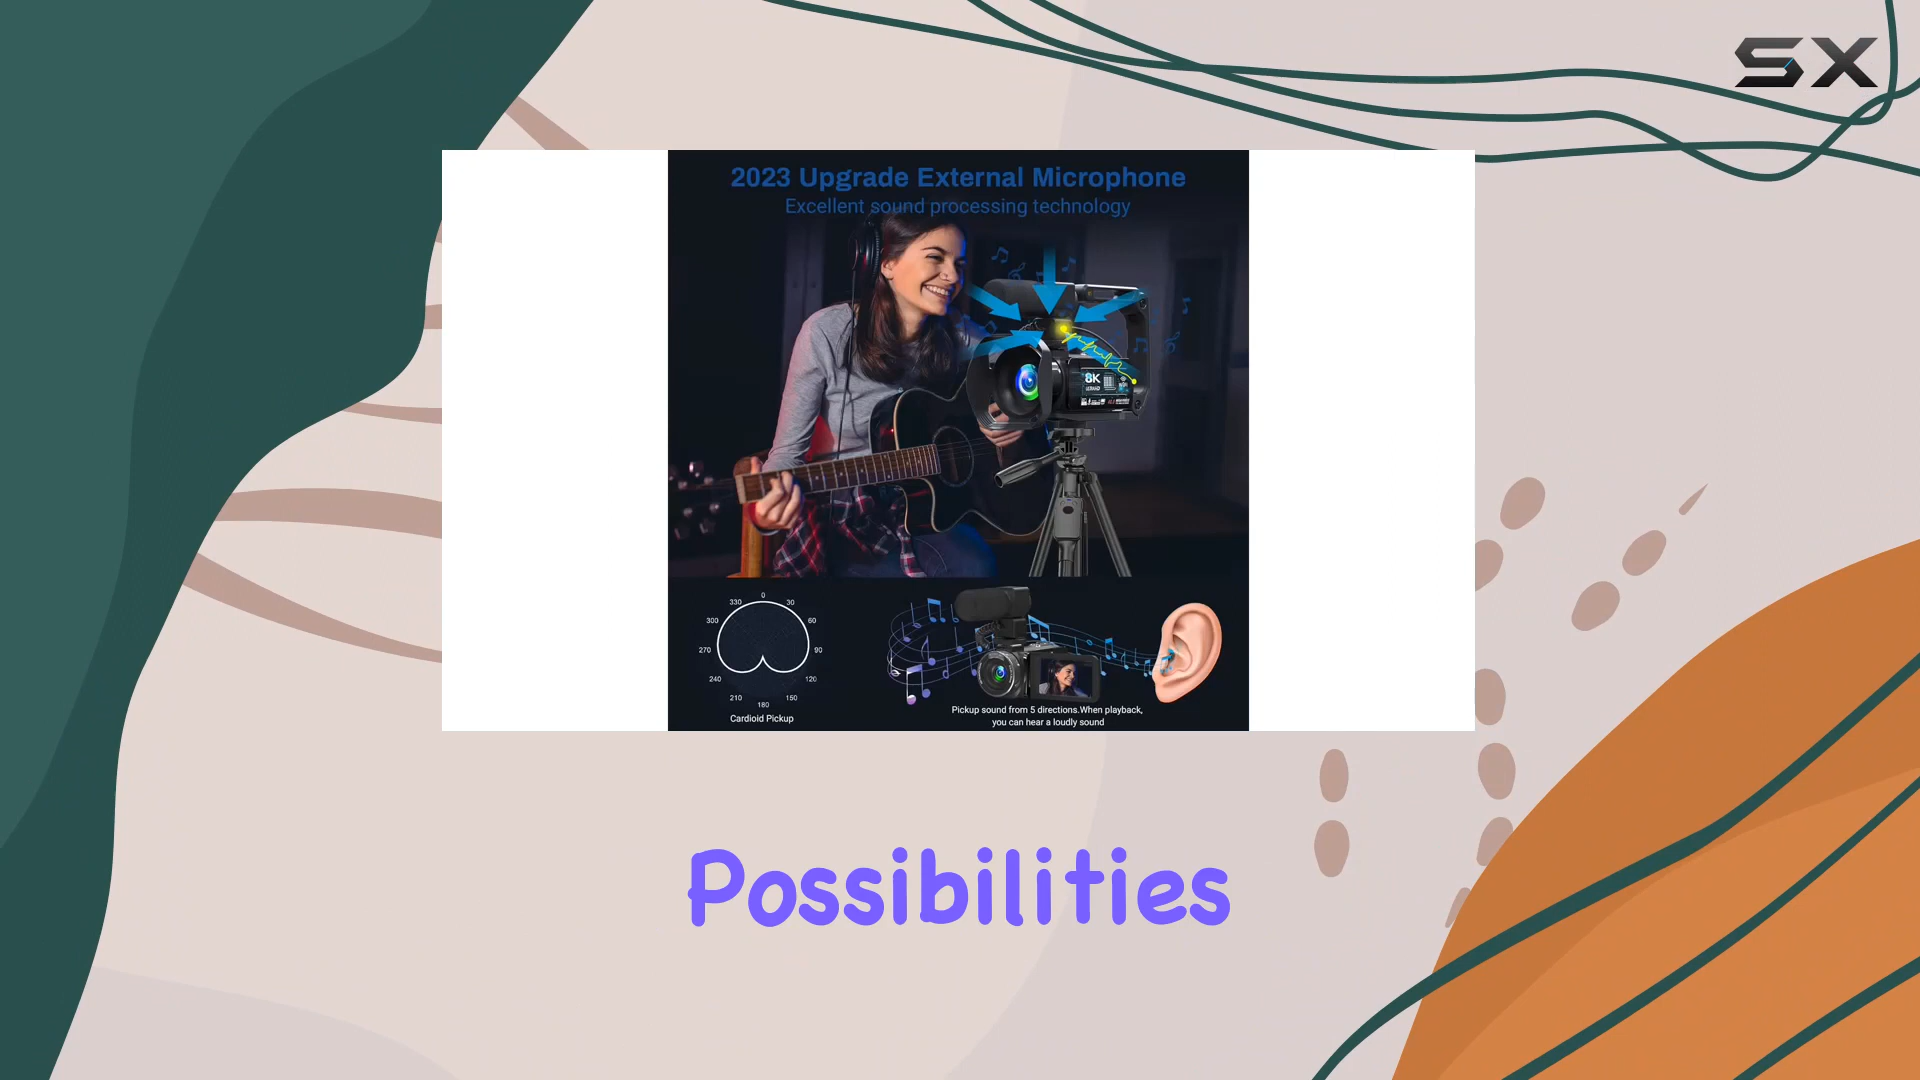 SX
2023 Upgrade External Microphone
Excellent sound processing technology
8K
0
330
30
300
60
270
90
240
120
210
150
180
Cardioid Pickup
Pickup sound from 5 directions.When playback,
you can hear a loudly sound
Possibilities